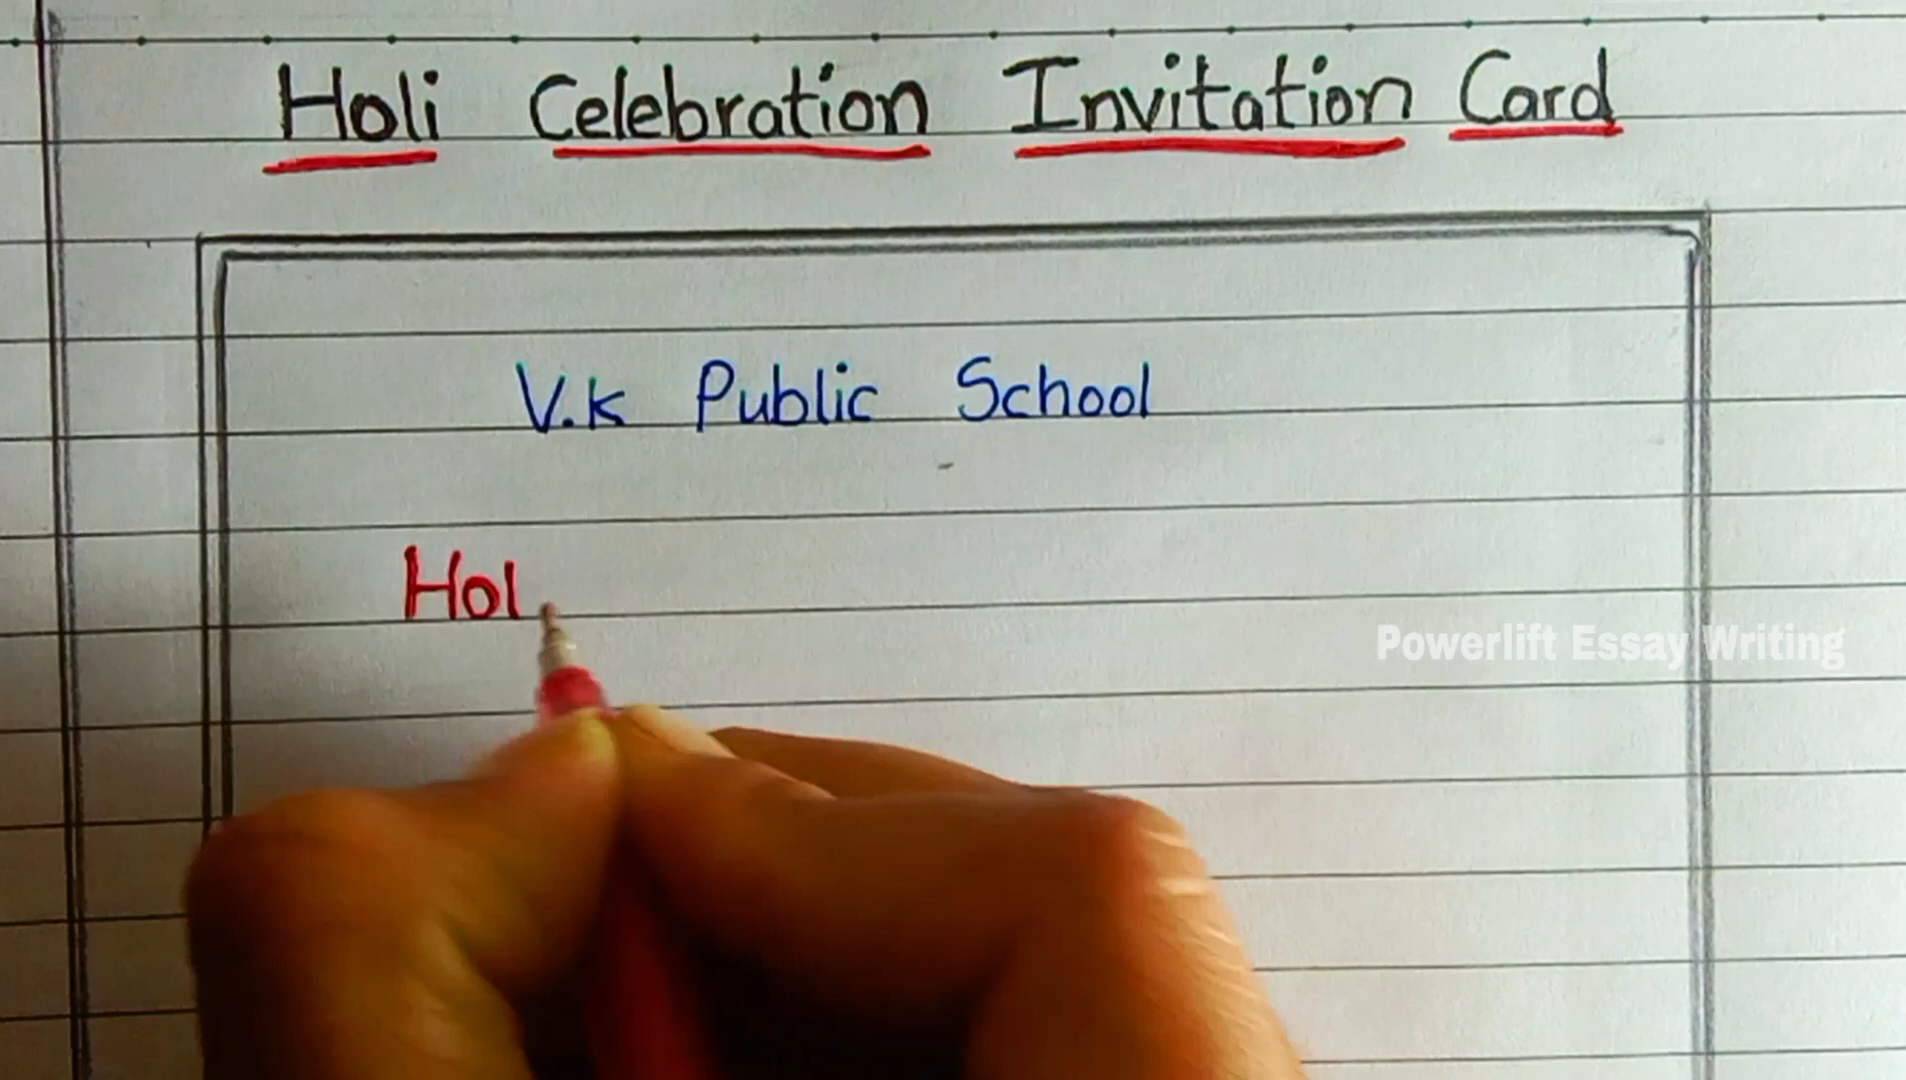 Holi Celebration Invitation Card
V.K Public School
Hol
Powerlift Essay Writing